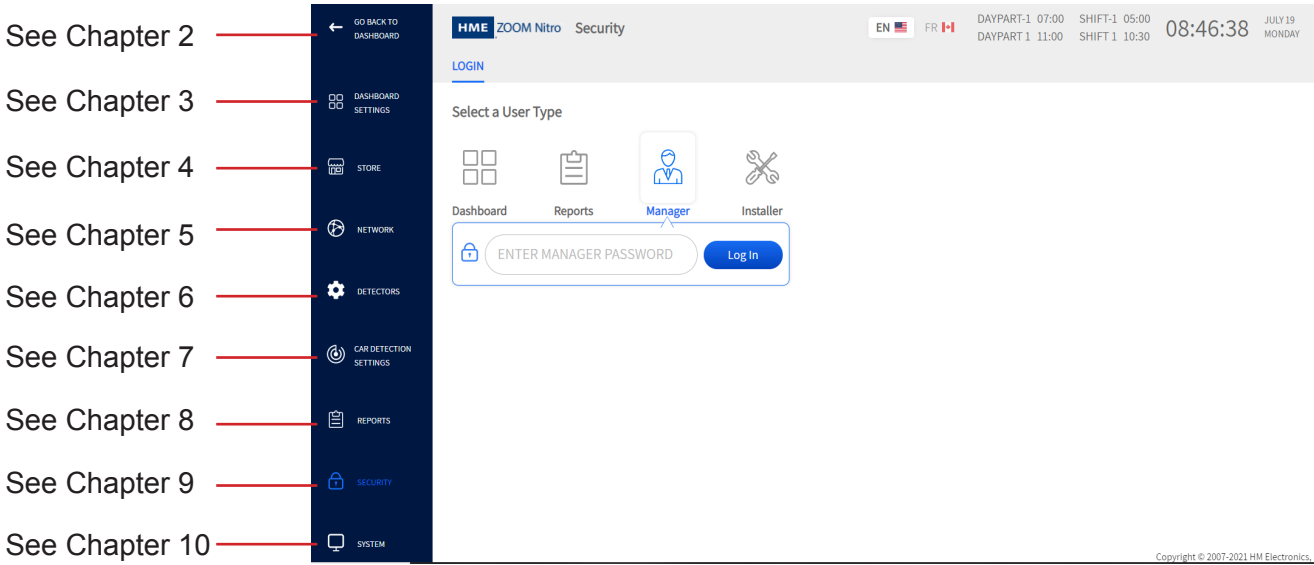 See Chapter 2
See Chapter 3
See Chapter 4
See Chapter 5
See Chapter 6
See Chapter 7
See Chapter 8
See Chapter 9
See Chapter 10
GO BACK TO
DASHBOARD
DASHBOARD
SETTINGS
STORE
NETWORK
DETECTORS
CAR DETECTION
SETTINGS
REPORTS
SECURITY
SYSTEM
HME ZOOM Nitro Security
EN FR
DAYPART-1 07:00 SHIFT-1 05:00
DAYPART 1 11:00 SHIFT 1 10:30
08:46:38
JULY 19
MONDAY
LOGIN
Select a User Type
Dashboard Reports Manager Installer
ENTER MANAGER PASSWORD Log In
Copyright © 2007-2021 HM Electronics,